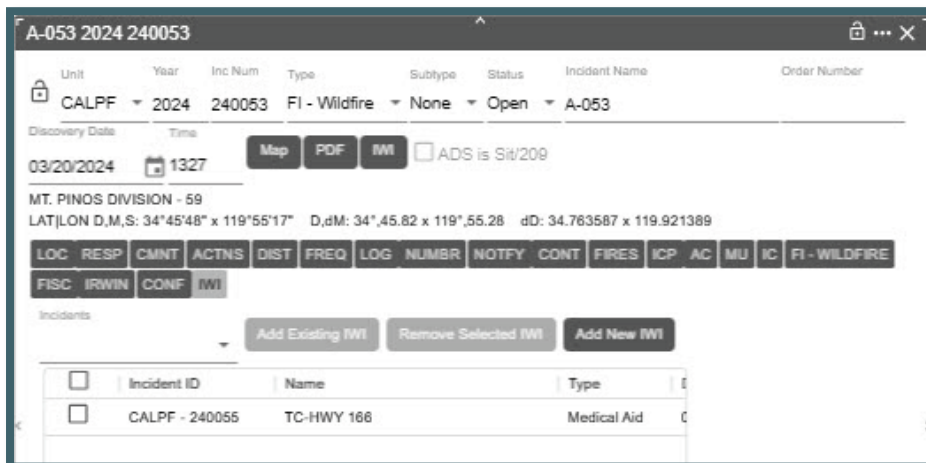 A-053 2024 240053
Unit Year Inc Num Type Subtype Status Incident Name Order Number
CALPF 2024 240053 FI - Wildfire None Open A-053
Discovery Date Time
03/20/2024 1327 Map PDF IWI ADS is Sit/209
MT. PINOS DIVISION - 59
LAT|LON D,M,S: 34°45'48" x 119°55'17" D,dM: 34°,45.82 x 119°,55.28 dD: 34.763587 x 119.921389
LOC RESP CMNT ACTNS DIST FREQ LOG NUMBR NOTFY CONT FIRES ICP AC MU IC FI - WILDFIRE
FISC IRWIN CONF IWI
Incidents
Add Existing IWI Remove Selected IWI Add New IWI
Incident ID Name Type
CALPF - 240055 TC-HWY 166 Medical Aid